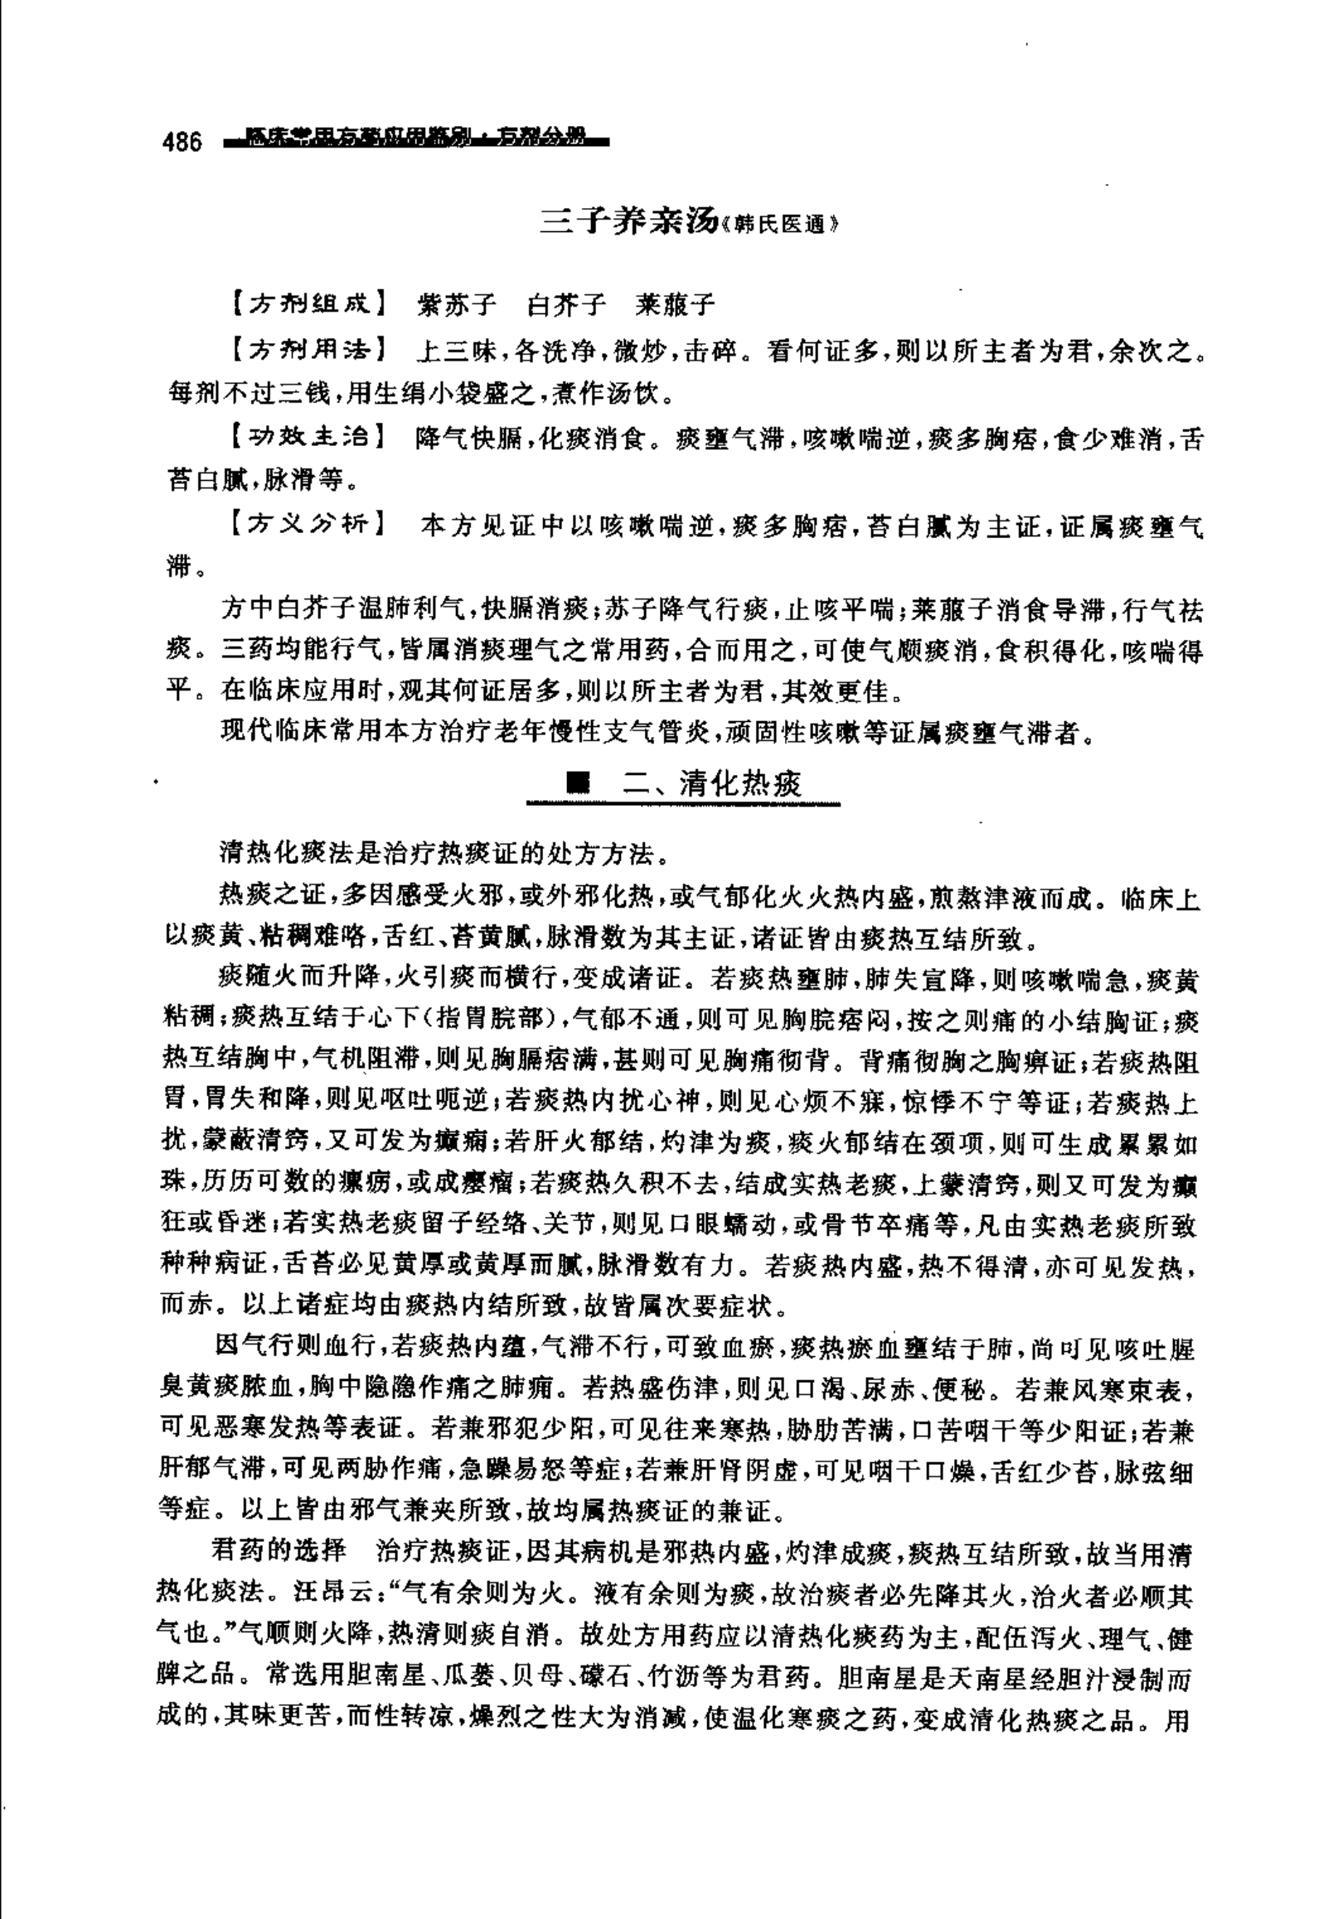 486 临床常用方药应用鉴别·方剂分册
三子养亲汤《韩氏医通》
【方剂组成】 紫苏子 白芥子 莱菔子
【方剂用法】 上三味，各洗净，微炒，击碎。看何证多，则以所主者为君，余次之。
每剂不过三钱，用生绢小袋盛之，煮作汤饮。
【功效主治】 降气快膈，化痰消食。痰壅气滞，咳嗽喘逆，痰多胸痞，食少难消，舌
苔白腻，脉滑等。
【方义分析】 本方见证中以咳嗽喘逆，痰多胸痞，苔白腻为主证，证属痰壅气
滞。
方中白芥子温肺利气，快膈消痰；苏子降气行痰，止咳平喘；莱菔子消食导滞，行气祛
痰。三药均能行气，皆属消痰理气之常用药，合而用之，可使气顺痰消，食积得化，咳喘得
平。在临床应用时，观其何证居多，则以所主者为君，其效更佳。
现代临床常用本方治疗老年慢性支气管炎，顽固性咳嗽等证属痰壅气滞者。
■ 二、清化热痰
清热化痰法是治疗热痰证的处方方法。
热痰之证，多因感受火邪，或外邪化热，或气郁化火火热内盛，煎熬津液而成。临床上
以痰黄、粘稠难咯，舌红、苔黄腻，脉滑数为其主证，诸证皆由痰热互结所致。
痰随火而升降，火引痰而横行，变成诸证。若痰热壅肺，肺失宣降，则咳嗽喘急，痰黄
粘稠；痰热互结于心下（指胃脘部），气郁不通，则可见胸脘痞闷，按之则痛的小结胸证；痰
热互结胸中，气机阻滞，则见胸膈痞满，甚则可见胸痛彻背。背痛彻胸之胸痹证；若痰热阻
胃，胃失和降，则见呕吐呃逆；若痰热内扰心神，则见心烦不寐，惊悸不宁等证；若痰热上
扰，蒙蔽清窍，又可发为癫痫；若肝火郁结，灼津为痰，痰火郁结在颈项，则可生成累累如
珠，历历可数的瘰疬，或成瘿瘤；若痰热久积不去，结成实热老痰，上蒙清窍，则又可发为癫
狂或昏迷；若实热老痰留子经络、关节，则见口眼蠕动，或骨节卒痛等，凡由实热老痰所致
种种病证，舌苔必见黄厚或黄厚而腻，脉滑数有力。若痰热内盛，热不得清，亦可见发热，
而赤。以上诸症均由痰热内结所致，故皆属次要症状。
因气行则血行，若痰热内蕴，气滞不行，可致血瘀，痰热瘀血壅结于肺，尚可见咳吐腥
臭黄痰脓血，胸中隐隐作痛之肺痈。若热盛伤津，则见口渴、尿赤、便秘。若兼风寒束表，
可见恶寒发热等表证。若兼邪犯少阳，可见往来寒热，胁肋苦满，口苦咽干等少阳证；若兼
肝郁气滞，可见两胁作痛，急躁易怒等症；若兼肝肾阴虚，可见咽干口燥，舌红少苔，脉弦细
等症。以上皆由邪气兼夹所致，故均属热痰证的兼证。
君药的选择 治疗热痰证，因其病机是邪热内盛，灼津成痰，痰热互结所致，故当用清
热化痰法。汪昂云：“气有余则为火。液有余则为痰，故治痰者必先降其火，治火者必顺其
气也。”气顺则火降，热清则痰自消。故处方用药应以清热化痰药为主，配伍泻火、理气、健
脾之品。常选用胆南星、瓜蒌、贝母、礞石、竹沥等为君药。胆南星是天南星经胆汁浸制而
成的，其味更苦，而性转凉，燥烈之性大为消减，使温化寒痰之药，变成清化热痰之品。用